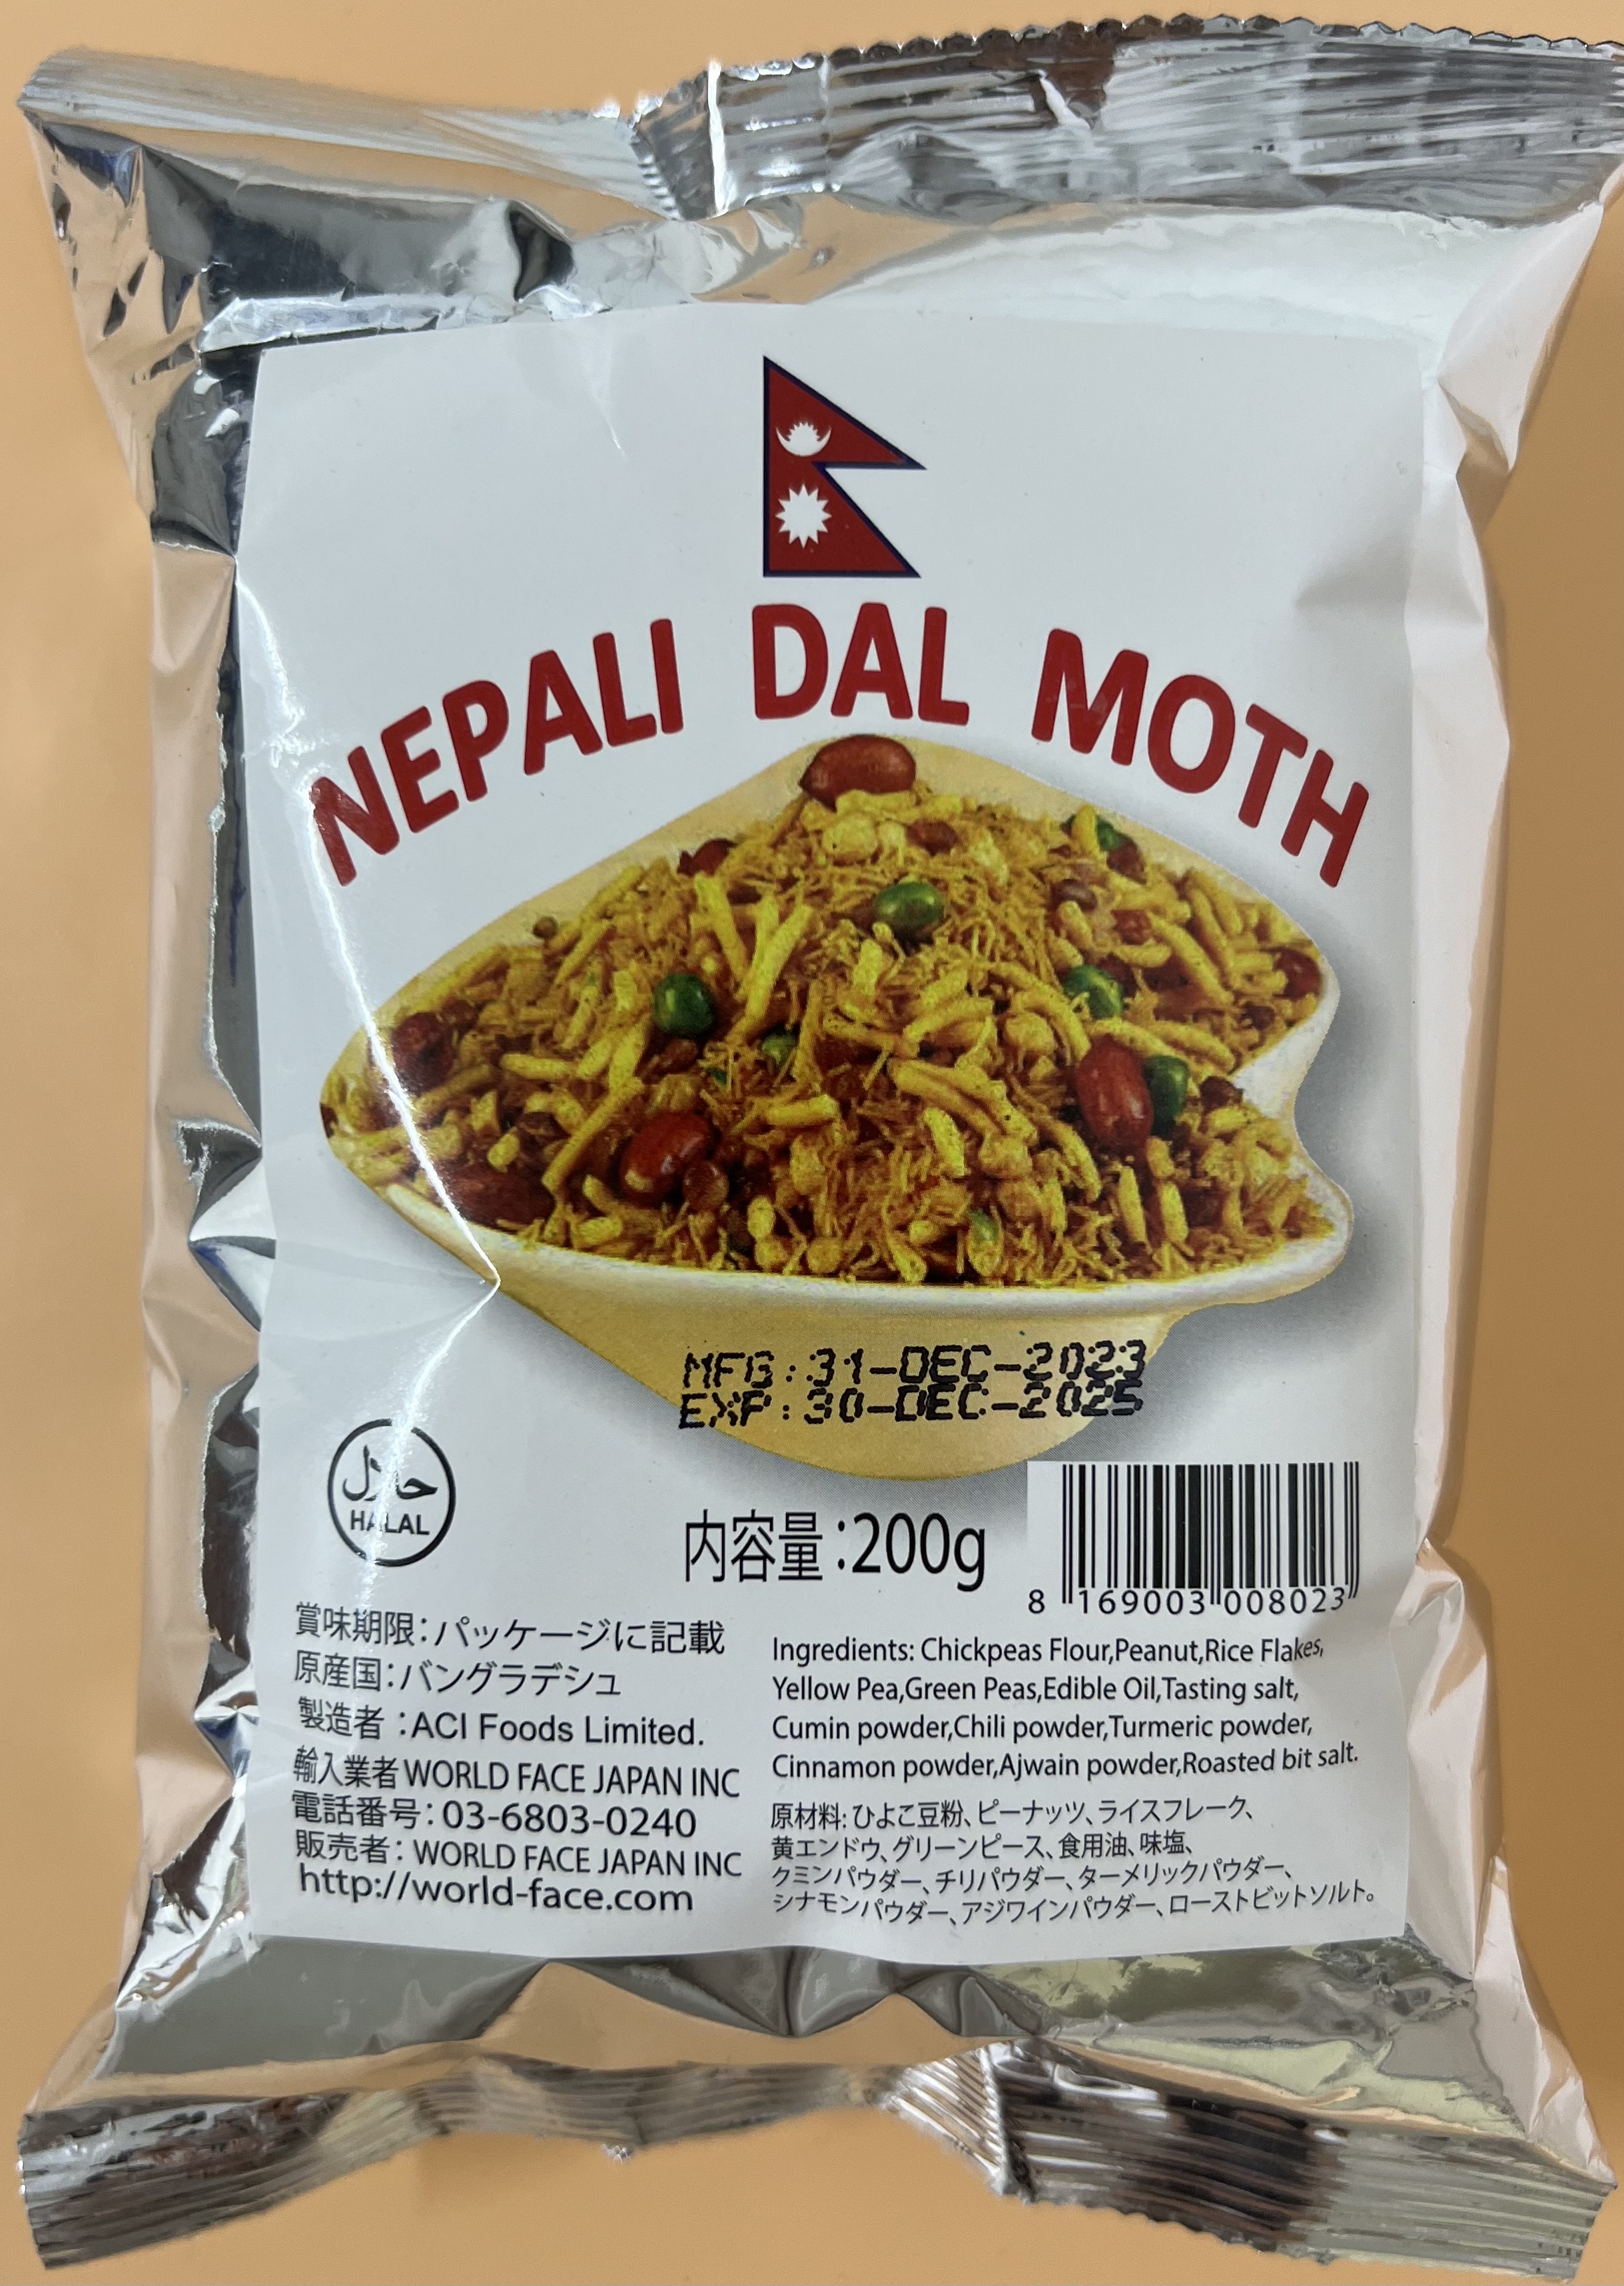 NEPALI DAL MOTH
MFG:31-DEC-2023
EXP:30-DEC-2025
حلال
HALAL
内容量:200g
8 169003 008023
賞味期限:パッケージに記載
原産国:バングラデシュ
製造者:ACI Foods Limited.
輸入業者WORLD FACE JAPAN INC
電話番号:03-6803-0240
販売者: WORLD FACE JAPAN INC
http://world-face.com
Ingredients: Chickpeas Flour,Peanut,Rice Flakes,
Yellow Pea,Green Peas,Edible Oil,Tasting salt,
Cumin powder,Chili powder,Turmeric powder,
Cinnamon powder,Ajwain powder,Roasted bit salt.
原材料: ひよこ豆粉、ピーナッツ、ライスフレーク、
黄エンドウ、グリーンピース、食用油、味塩、
クミンパウダー、チリパウダー、ターメリックパウダー、
シナモンパウダー、アジワインパウダー、ローストビットソルト。